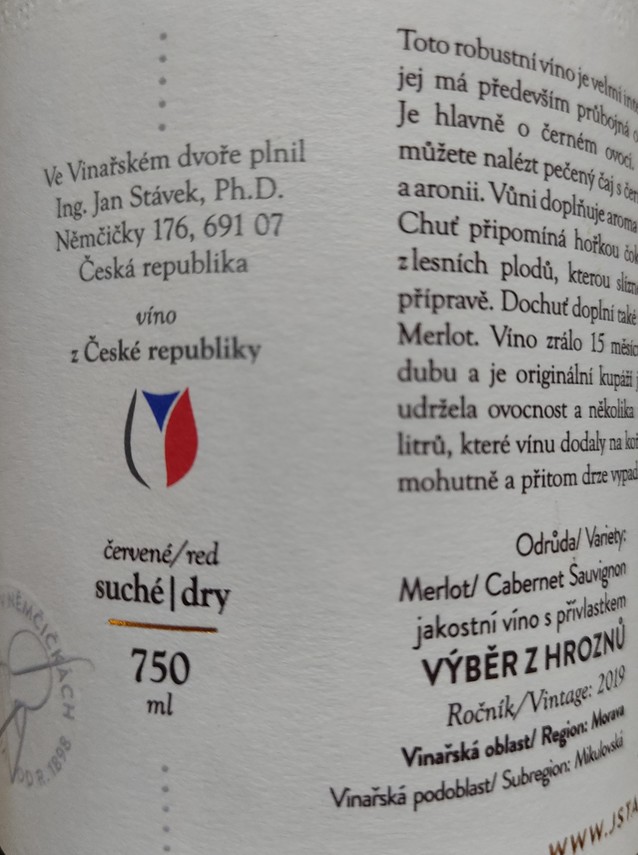 Ve Vinařském dvoře plnil
Ing. Jan Stávek, Ph.D.
Němčičky 176, 691 07
Česká republika
víno
z České republiky
červené/red
suché|dry
750
ml
NĚMČIČKÁCH
OD R. 1898
Toto robustní víno je velmi
jej má především průbojná
Je hlavně o černém ovoci.
můžete nalézt pečený čaj s
a aronii. Vůni doplňuje
Chuť připomíná hořkou
z lesních plodů, kterou
přípravě. Dochuť doplní také
Merlot. Víno zrálo 15
dubu a je originální kupáží
udržela ovocnost a několika
litrů, které vínu dodaly na
mohutně a přitom drze
Odrůda/ Variety:
Merlot/ Cabernet Sauvignon
jakostní víno s přívlastkem
VÝBĚR Z HROZNŮ
Ročník/Vintage: 2019
Vinařská oblast/ Region: Morava
Vinařská podoblast/ Subregion: Mikulovská
WWW.JSTA